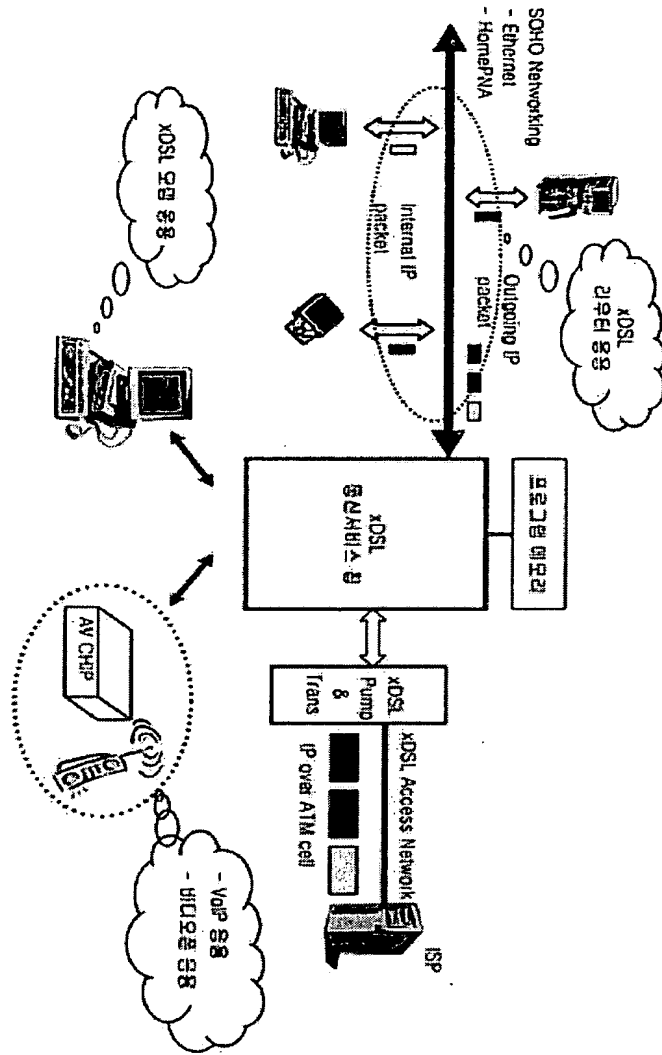 SOHO Networking
- Ethernet
- HomePNA
xDSL
라우터 응용
Outgoing IP
packet
Internal IP
packet
xDSL 모뎀 응용
프로그램 메모리
xDSL
통신서비스칩
xDSL
Pump
&
Trans
xDSL Access Network
IP over ATM cell
ISP
AV CHIP
- VoIP 응용
- 비디오폰 응용